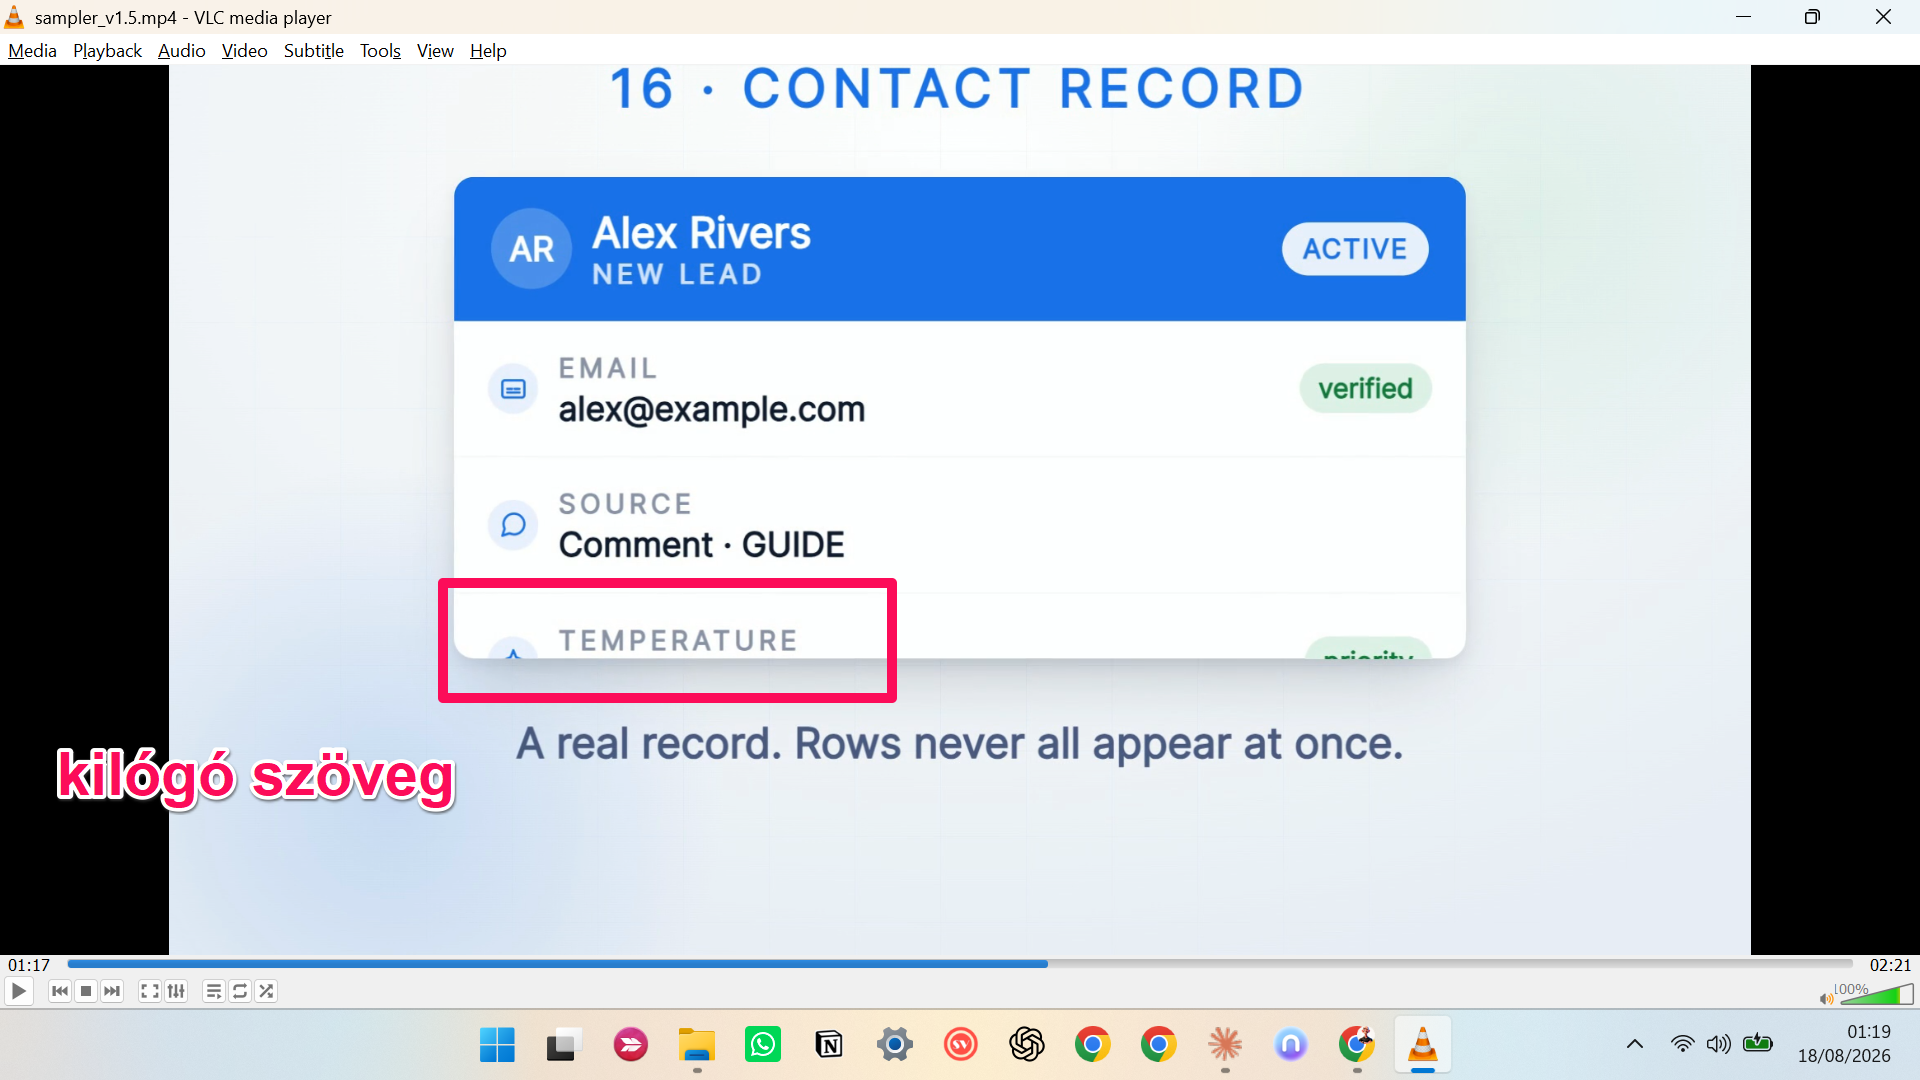 sampler_v1.5.mp4 - VLC media player
Media Playback Audio Video Subtitle Tools View Help
16 · CONTACT RECORD
AR
Alex Rivers
NEW LEAD
ACTIVE
EMAIL
alex@example.com
verified
SOURCE
Comment · GUIDE
TEMPERATURE
priority
A real record. Rows never all appear at once.
kilógó szöveg
01:17
02:21
100%
01:19
18/08/2026